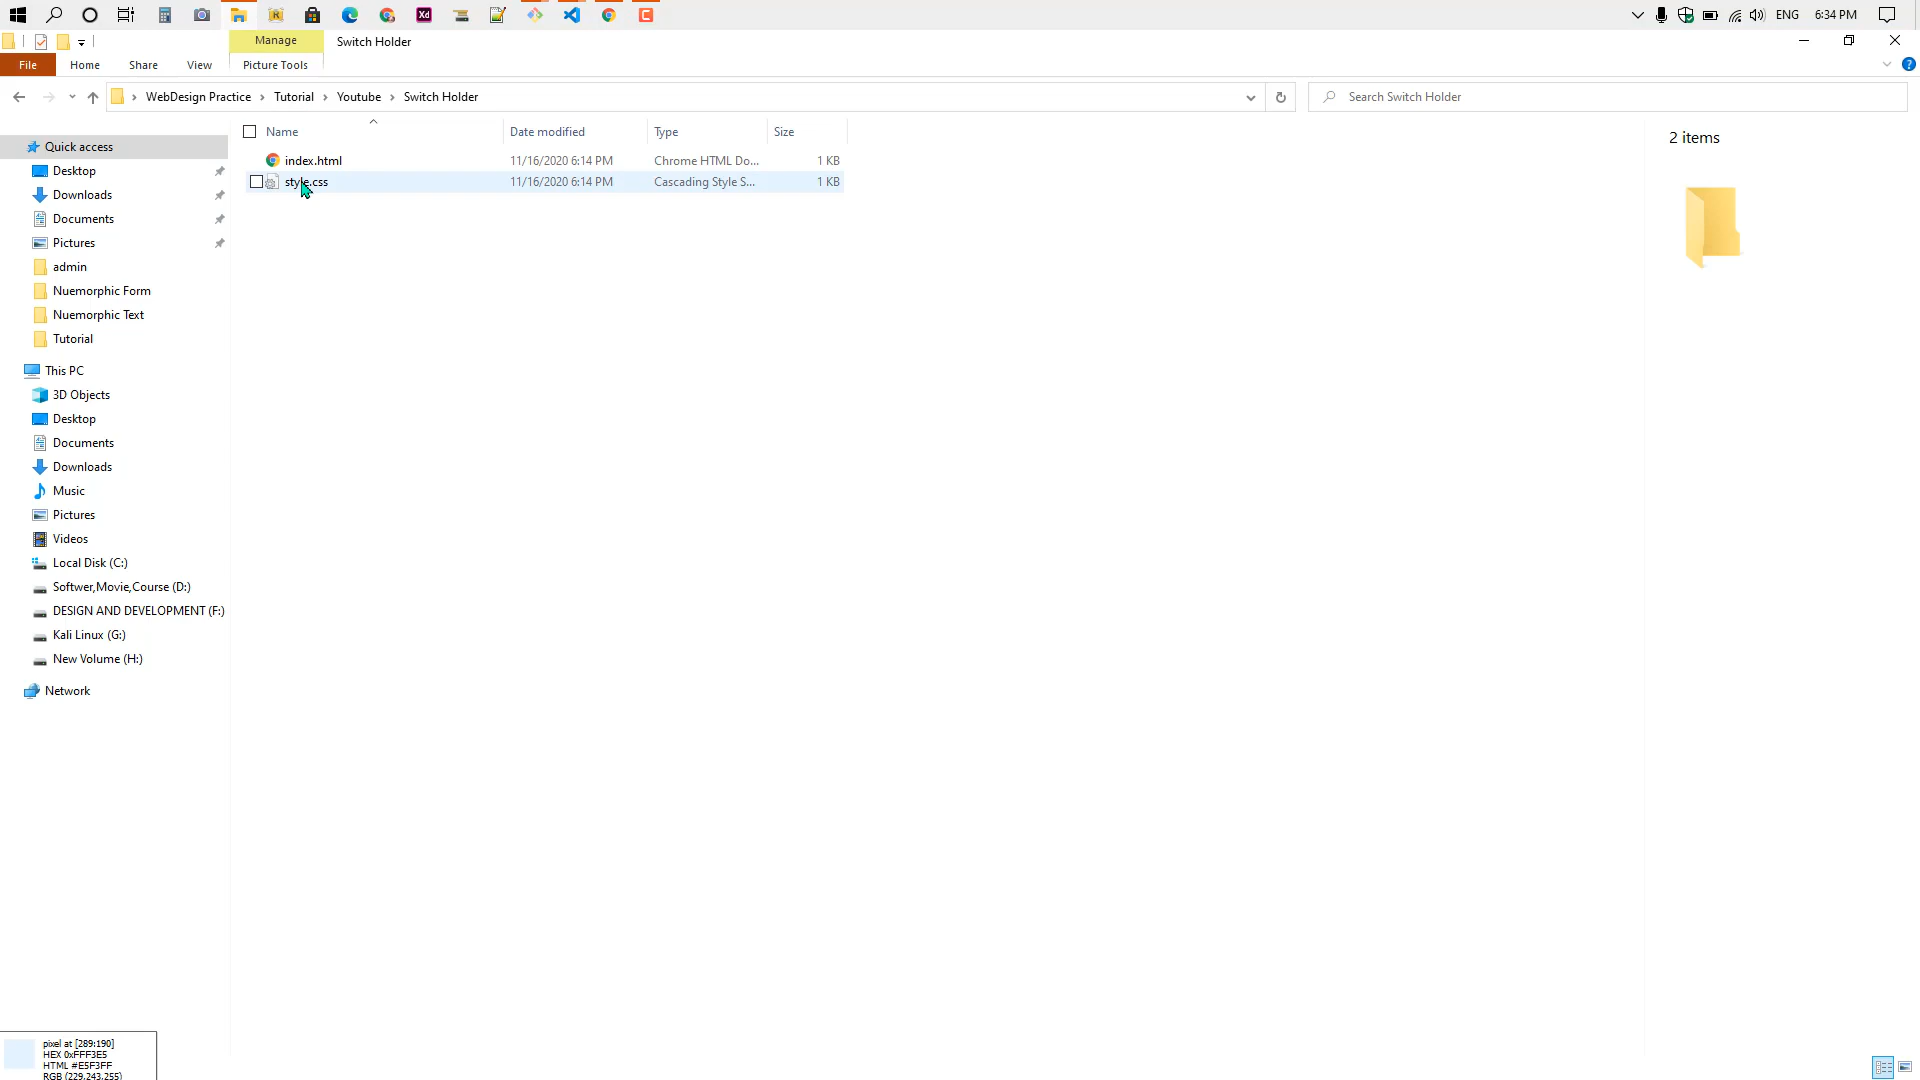 Xd
ENG
6:34 PM
Manage
Switch Holder
File
Home
Share
View
Picture Tools
WebDesign Practice
Tutorial
Youtube
Switch Holder
Search Switch Holder
Name
Date modified
Type
Size
2 items
Quick access
Desktop
Downloads
Documents
Pictures
admin
Nuemorphic Form
Nuemorphic Text
Tutorial
index.html
11/16/2020 6:14 PM
Chrome HTML Do...
1 KB
style.css
11/16/2020 6:14 PM
Cascading Style S...
1 KB
This PC
3D Objects
Desktop
Documents
Downloads
Music
Pictures
Videos
Local Disk (C:)
Softwer,Movie,Course (D:)
DESIGN AND DEVELOPMENT (F:)
Kali Linux (G:)
New Volume (H:)
Network
pixel at [289:190]
HEX 0xFFF3E5
HTML #E5F3FF
RGB (229,243,255)